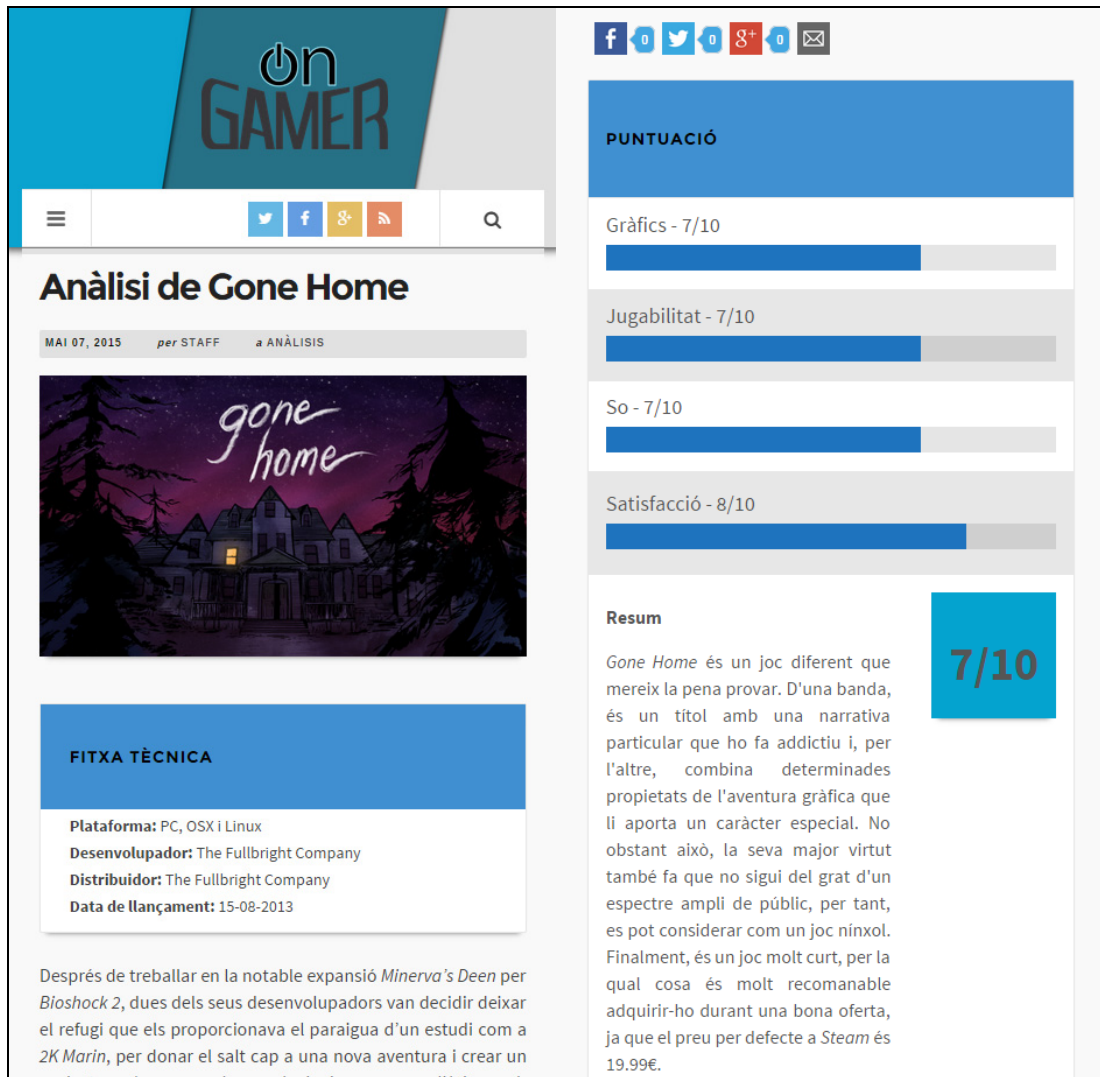 on
GAMER
Anàlisi de Gone Home
MAI 07, 2015 per STAFF a ANÀLISIS
gone
home
FITXA TÈCNICA
Plataforma: PC, OSX i Linux
Desenvolupador: The Fullbright Company
Distribuidor: The Fullbright Company
Data de llançament: 15-08-2013
Després de treballar en la notable expansió Minerva's Deen per
Bioshock 2, dues dels seus desenvolupadors van decidir deixar
el refugi que els proporcionava el paraigua d'un estudi com a
2K Marin, per donar el salt cap a una nova aventura i crear un
0 0 0
PUNTUACIÓ
Gràfics - 7/10
Jugabilitat - 7/10
So - 7/10
Satisfacció - 8/10
Resum
7/10
Gone Home és un joc diferent que
mereix la pena provar. D'una banda,
és un títol amb una narrativa
particular que ho fa addictiu i, per
l'altre, combina determinades
propietats de l'aventura gràfica que
li aporta un caràcter especial. No
obstant això, la seva major virtut
també fa que no sigui del grat d'un
espectre ampli de públic, per tant,
es pot considerar com un joc nínxol.
Finalment, és un joc molt curt, per la
qual cosa és molt recomanable
adquirir-ho durant una bona oferta,
ja que el preu per defecte a Steam és
19.99€.